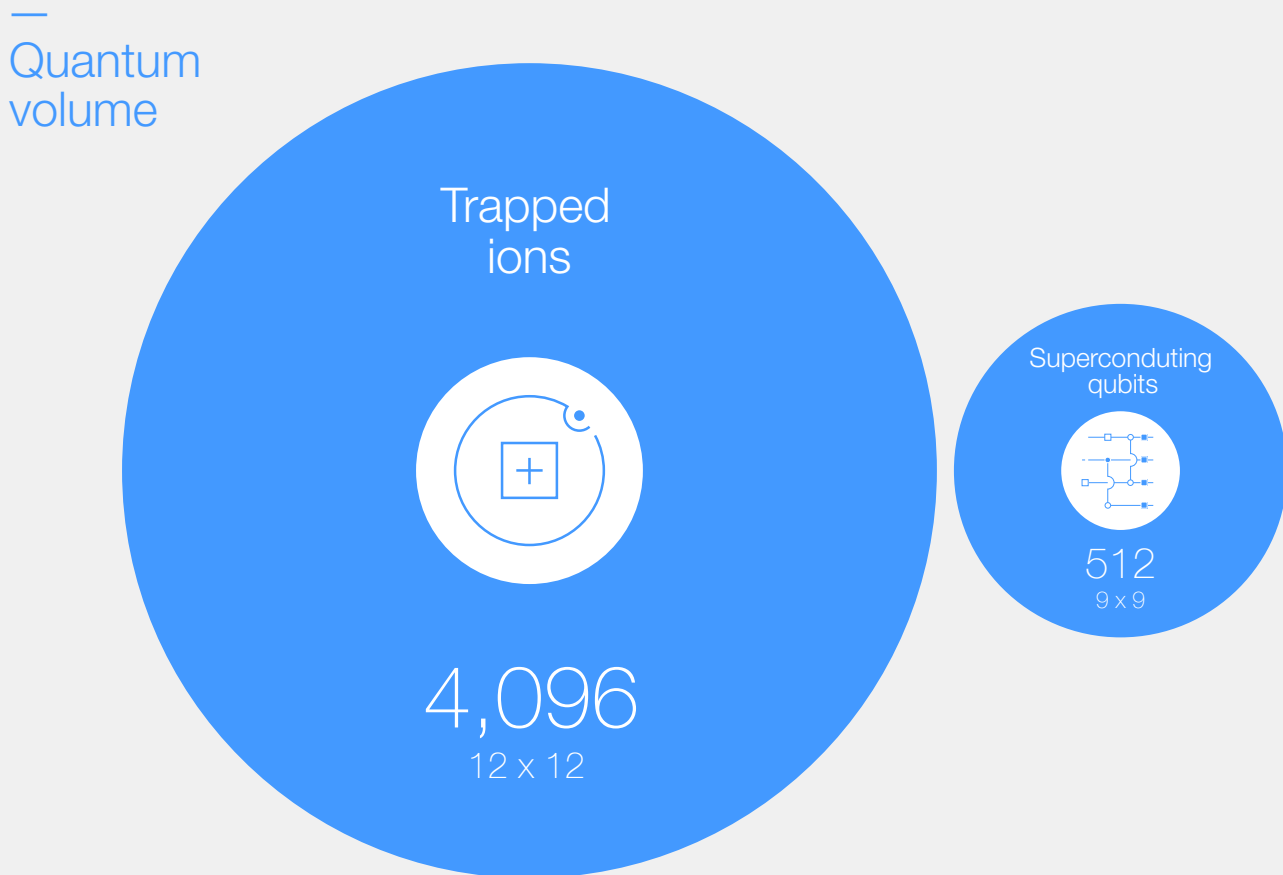 Quantum
volume
Trapped
ions
4,096
12 x 12
Superconduting
qubits
512
9 x 9